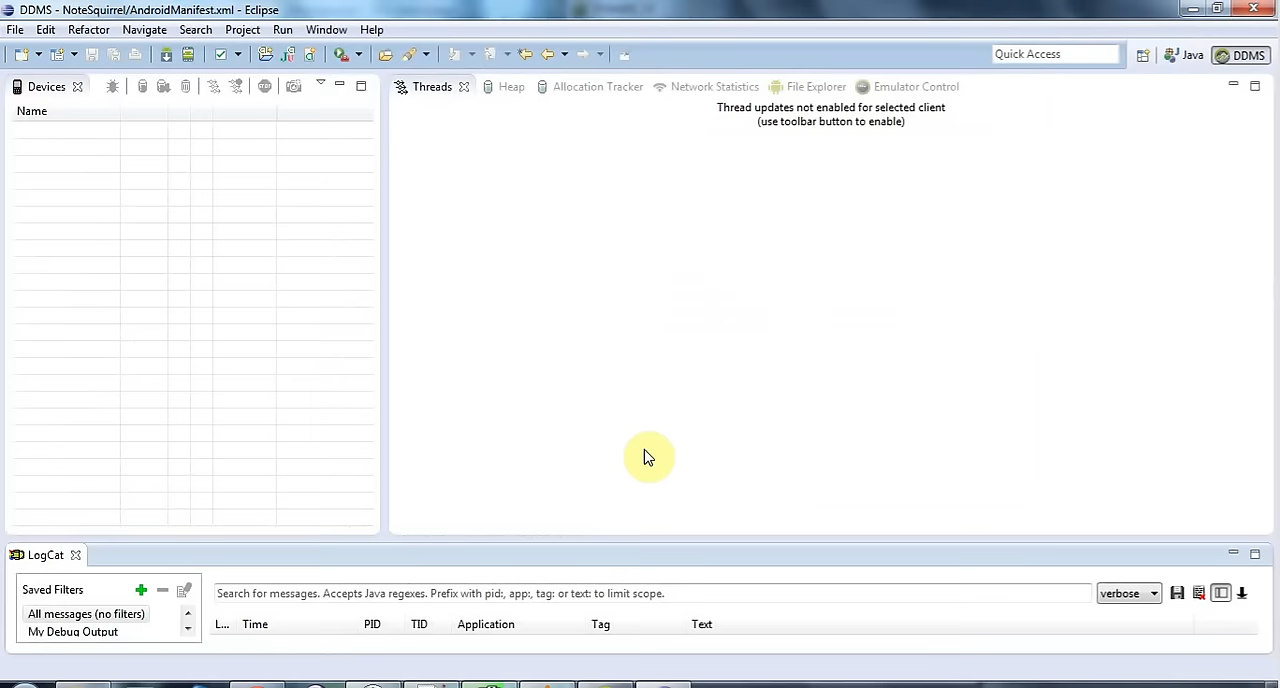 DDMS - NoteSquirrel/AndroidManifest.xml - Eclipse
File Edit Refactor Navigate Search Project Run Window Help
Quick Access
Java DDMS
Devices
Name
Threads Heap Allocation Tracker Network Statistics File Explorer Emulator Control
Thread updates not enabled for selected client
(use toolbar button to enable)
LogCat
Saved Filters
All messages (no filters)
My Debug Output
Search for messages. Accepts Java regexes. Prefix with pid:, app:, tag: or text: to limit scope.
verbose
L... Time PID TID Application Tag Text